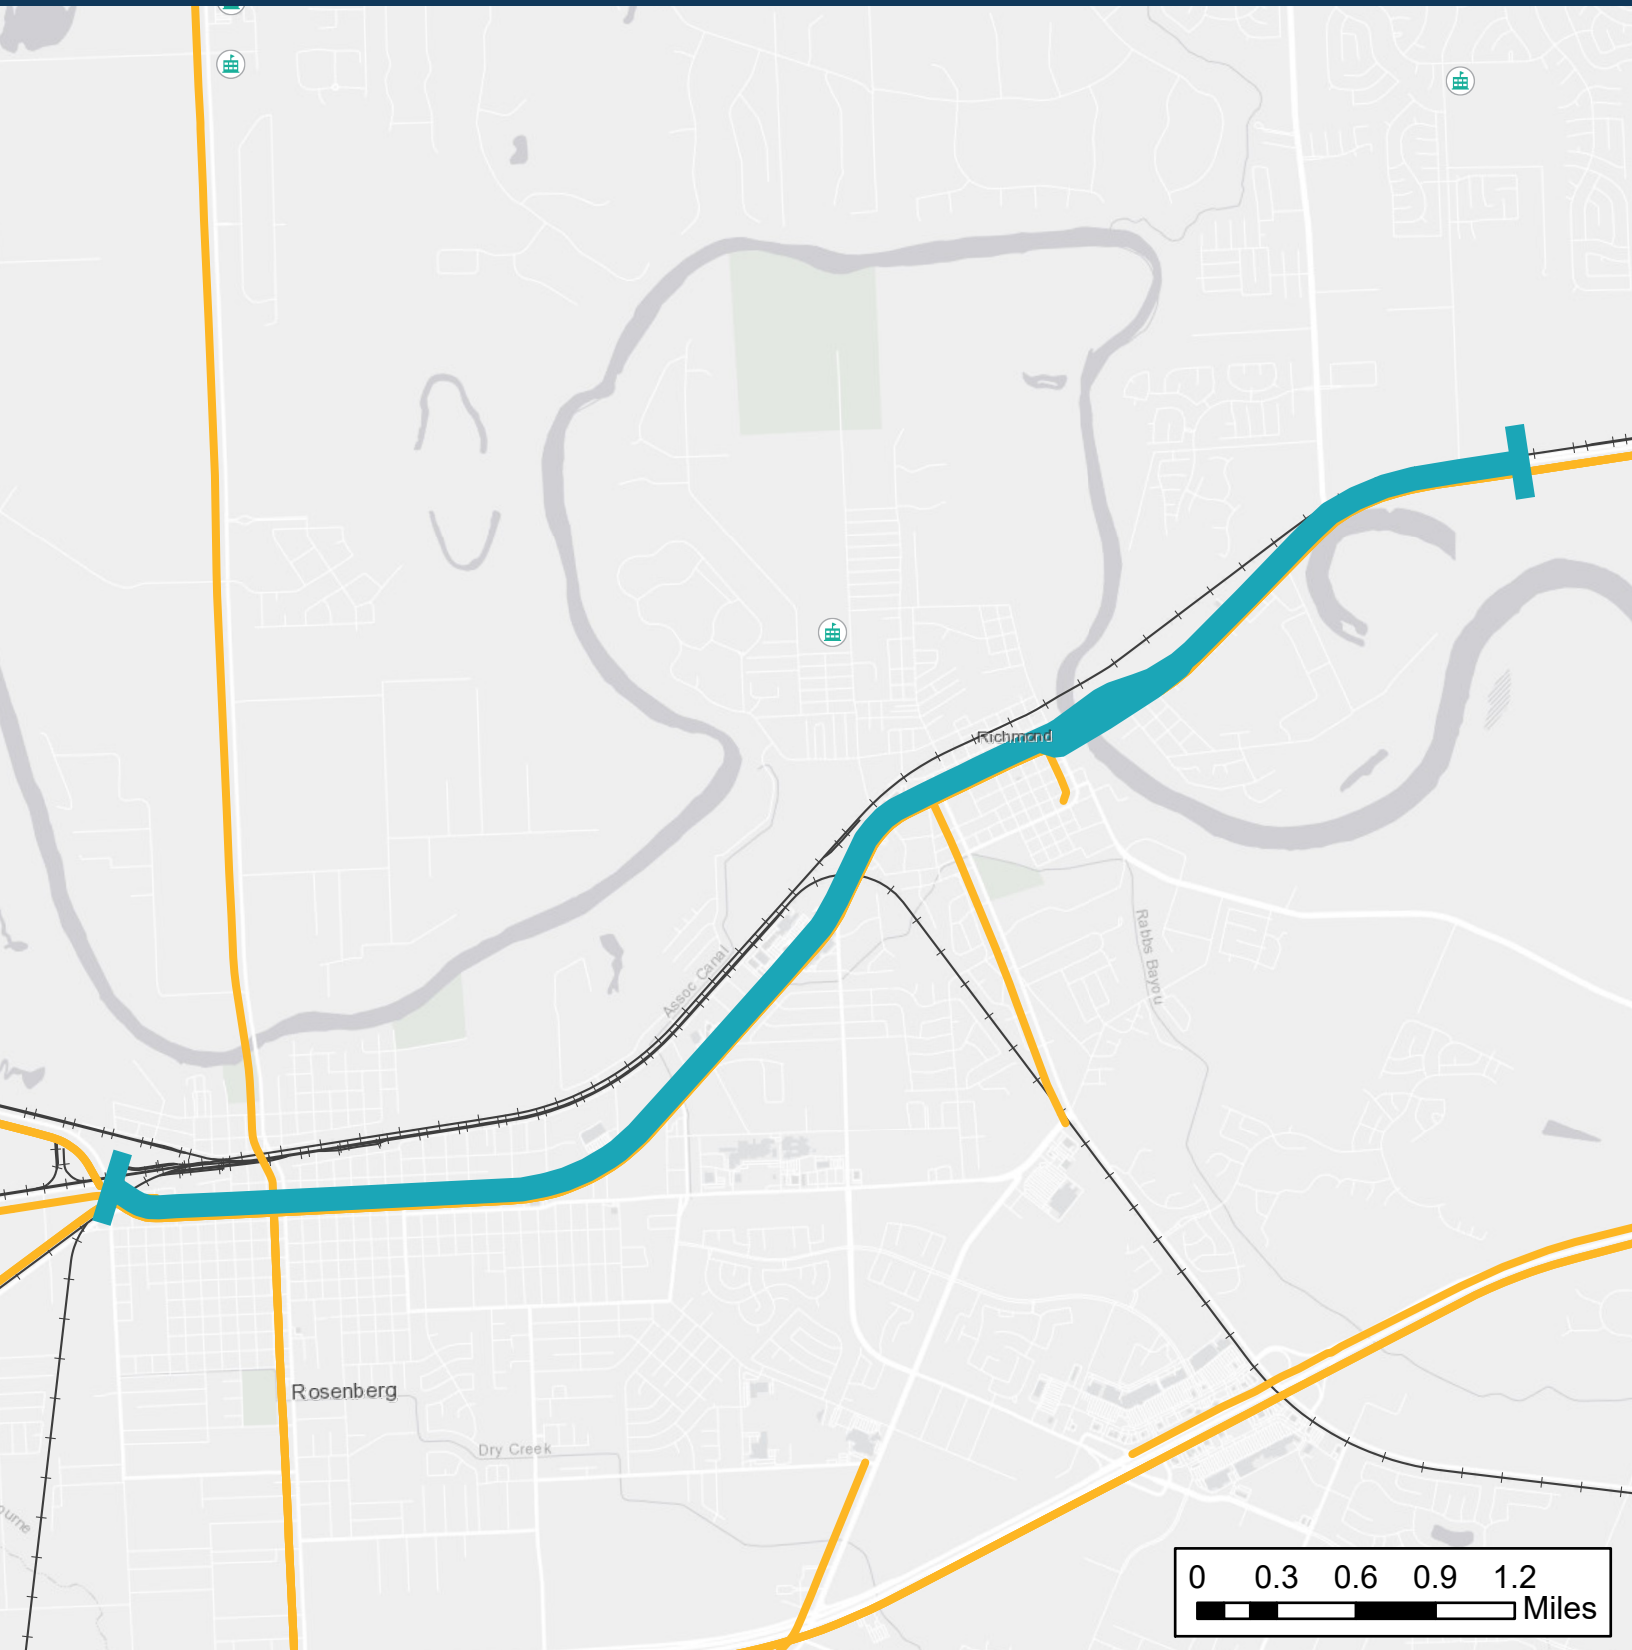 Richmond
Assoc Canal
Rabbs Bayou
Rosenberg
Dry Creek
0 0.3 0.6 0.9 1.2
Miles